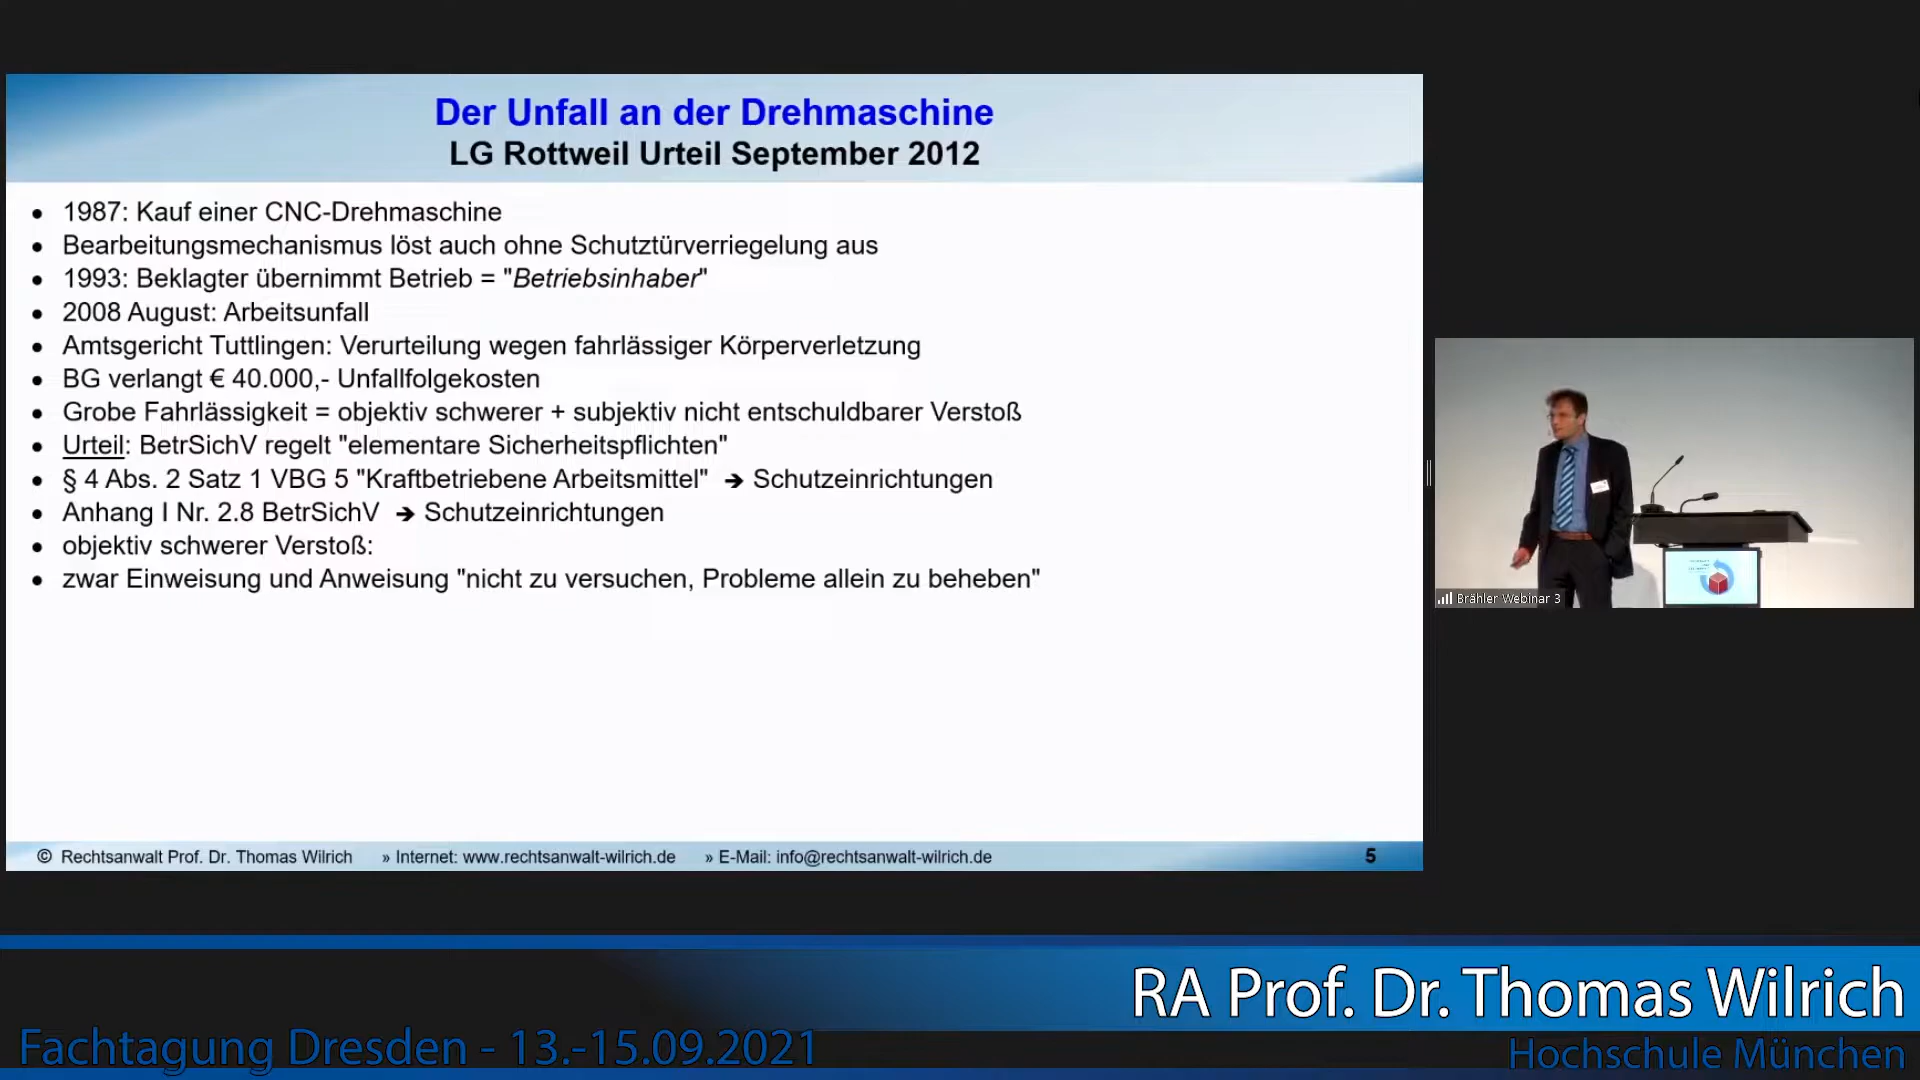 Der Unfall an der Drehmaschine
LG Rottweil Urteil September 2012
• 1987: Kauf einer CNC-Drehmaschine
• Bearbeitungsmechanismus löst auch ohne Schutztürverriegelung aus
• 1993: Beklagter übernimmt Betrieb = "Betriebsinhaber"
• 2008 August: Arbeitsunfall
• Amtsgericht Tuttlingen: Verurteilung wegen fahrlässiger Körperverletzung
• BG verlangt € 40.000,- Unfallfolgekosten
• Grobe Fahrlässigkeit = objektiv schwerer + subjektiv nicht entschuldbarer Verstoß
• Urteil: BetrSichV regelt "elementare Sicherheitspflichten"
• § 4 Abs. 2 Satz 1 VBG 5 "Kraftbetriebene Arbeitsmittel" ➔ Schutzeinrichtungen
• Anhang I Nr. 2.8 BetrSichV ➔ Schutzeinrichtungen
• objektiv schwerer Verstoß:
• zwar Einweisung und Anweisung "nicht zu versuchen, Probleme allein zu beheben"
© Rechtsanwalt Prof. Dr. Thomas Wilrich » Internet: www.rechtsanwalt-wilrich.de » E-Mail: info@rechtsanwalt-wilrich.de 5
Brähler Webinar 3
RA Prof. Dr. Thomas Wilrich
Fachtagung Dresden - 13.-15.09.2021
Hochschule München